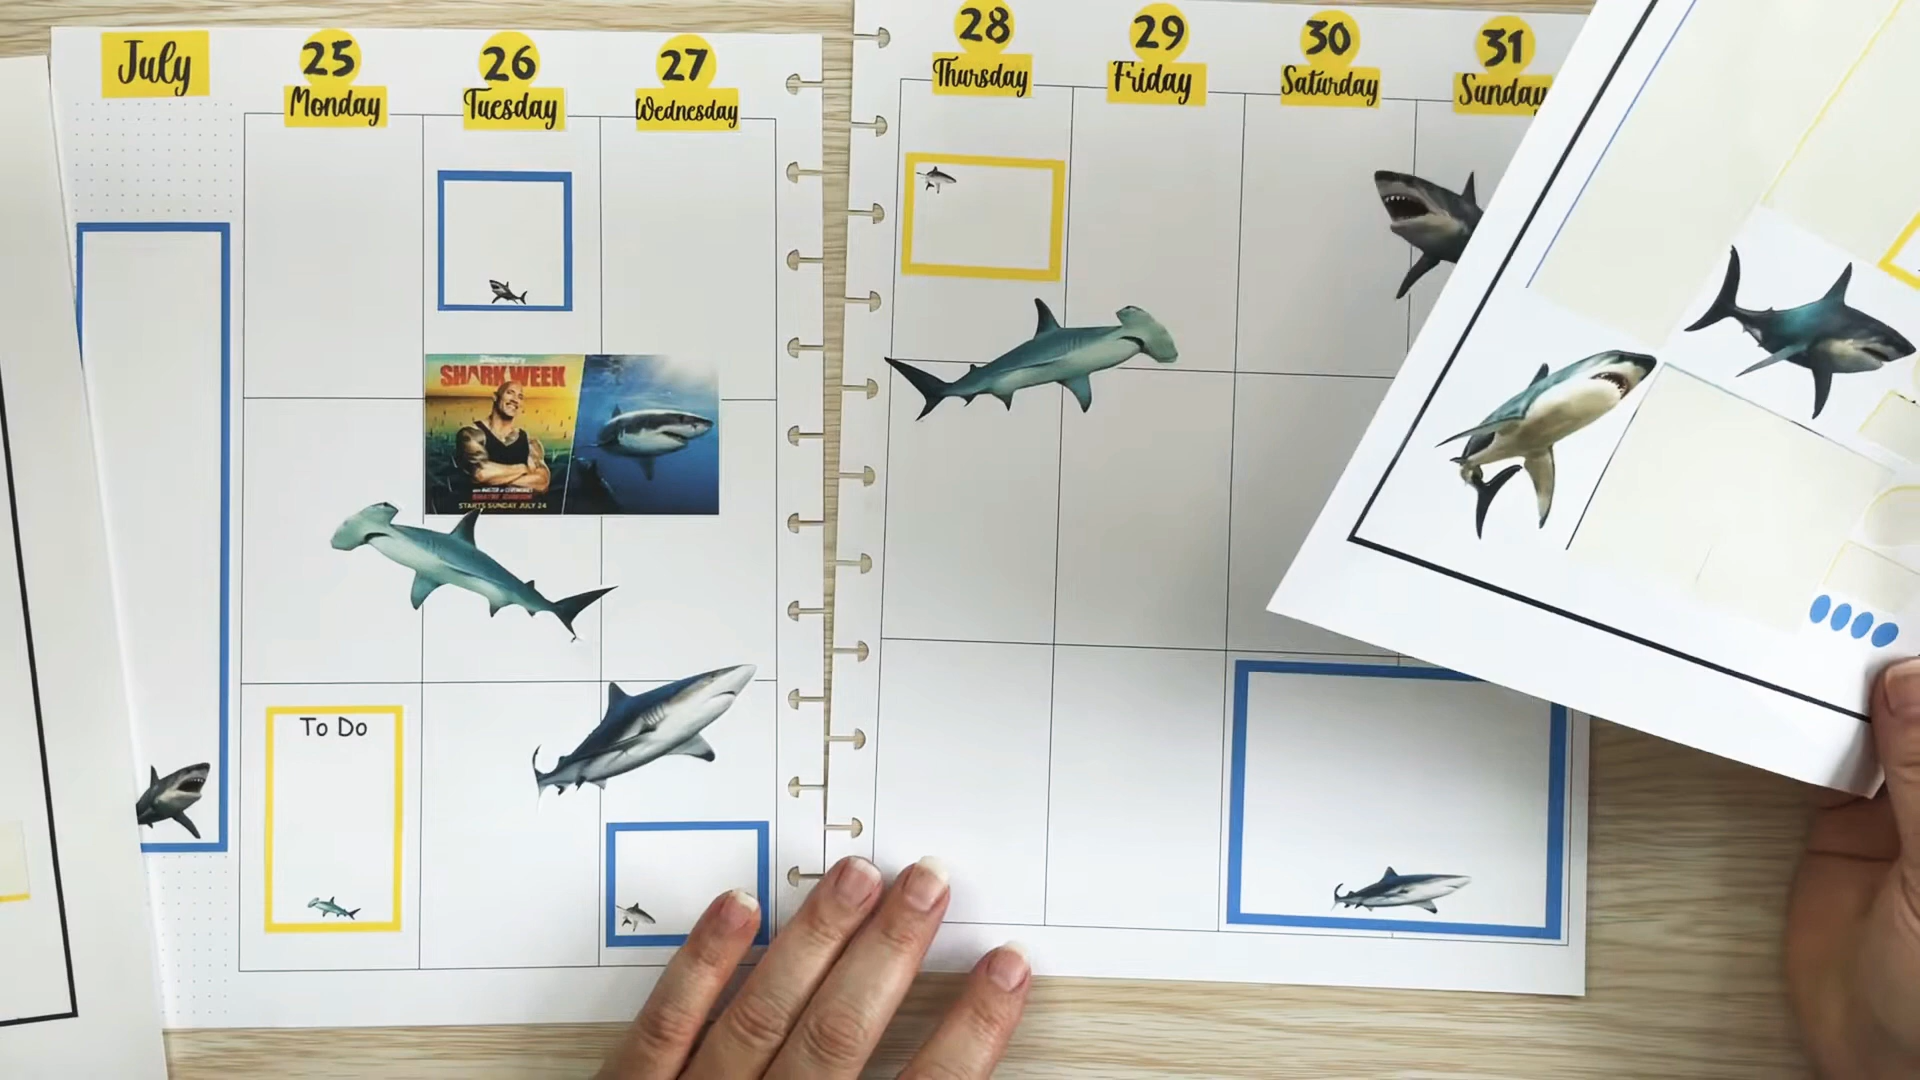 July
25
Monday
26
Tuesday
27
Wednesday
28
Thursday
29
Friday
30
Saturday
31
Sunday
Discovery
SHARK WEEK
STARTS SUNDAY JULY 24
To Do